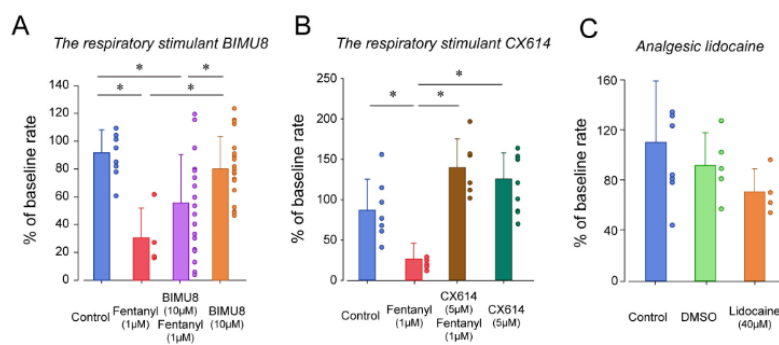 A
The respiratory stimulant BIMU8
% of baseline rate
140
120
100
80
60
40
20
0
*
*
*
*
Control
Fentanyl
(1μM)
BIMU8
(10μM)
Fentanyl
(1μM)
BIMU8
(10μM)
B
The respiratory stimulant CX614
% of baseline rate
250
200
150
100
50
0
*
*
*
Control
Fentanyl
(1μM)
CX614
(5μM)
Fentanyl
(1μM)
CX614
(5μM)
C
Analgesic lidocaine
% of baseline rate
160
120
80
40
0
Control
DMSO
Lidocaine
(40μM)